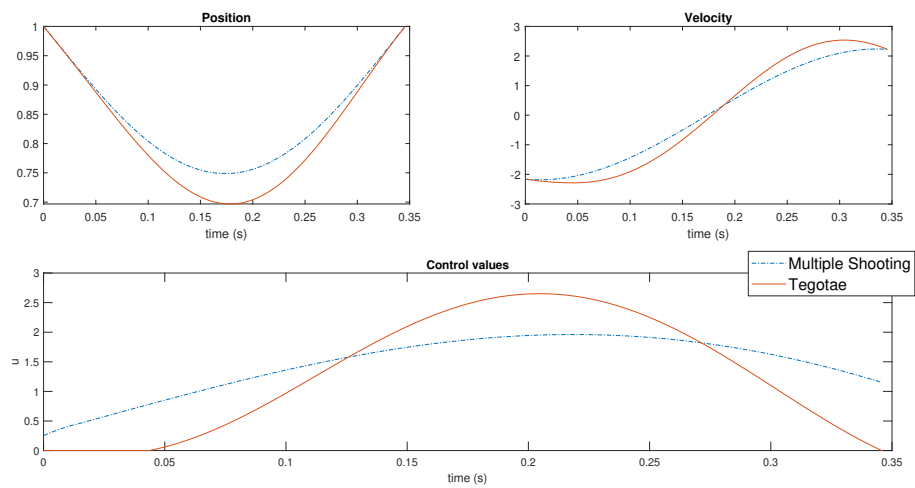 Position
1
0.95
0.9
0.85
0.8
0.75
0.7
0 0.05 0.1 0.15 0.2 0.25 0.3 0.35
time (s)
Velocity
3
2
1
0
-1
-2
-3
0 0.05 0.1 0.15 0.2 0.25 0.3 0.35
time (s)
Control values
Multiple Shooting
Tegotae
u
3
2.5
2
1.5
1
0.5
0
0 0.05 0.1 0.15 0.2 0.25 0.3 0.35
time (s)